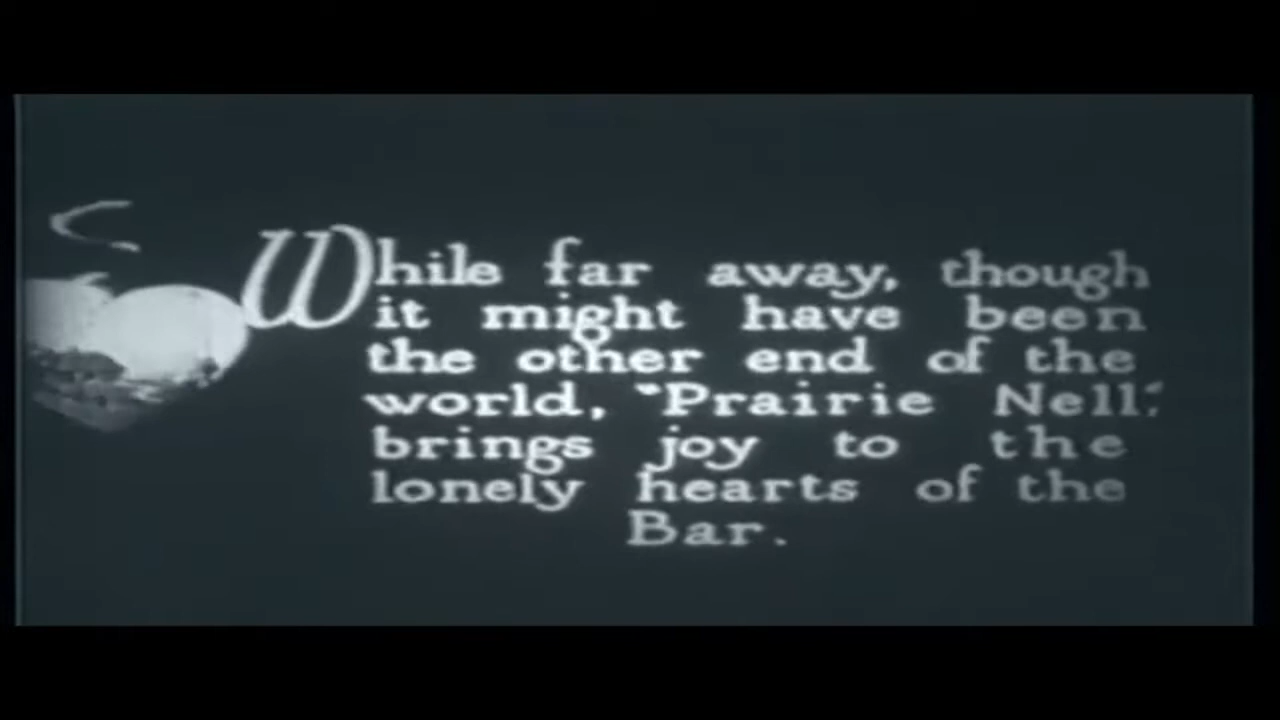 While far away, though
it might have been
the other end of the
world, "Prairie Nell."
brings joy to the
lonely hearts of the
Bar.